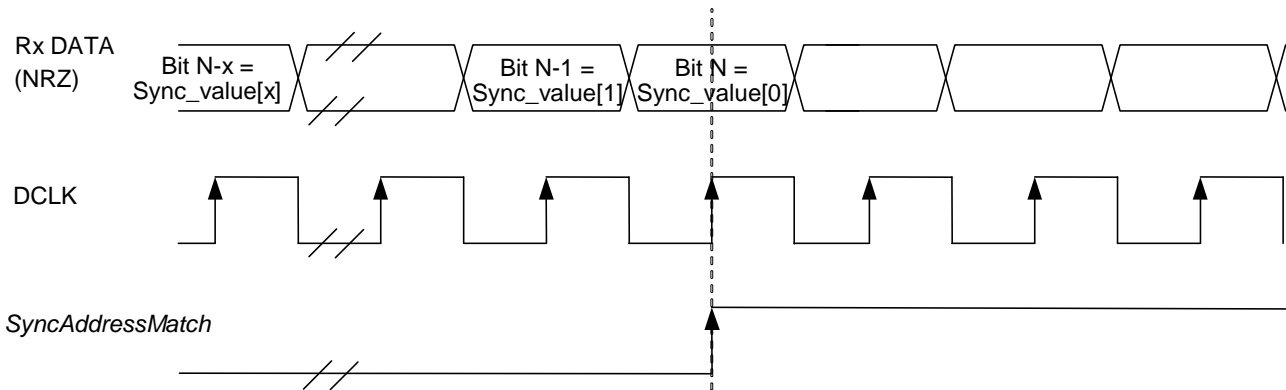 Rx DATA
(NRZ)
Bit N-x =
Sync_value[x]
Bit N-1 =
Sync_value[1]
Bit N =
Sync_value[0]
DCLK
SyncAddressMatch